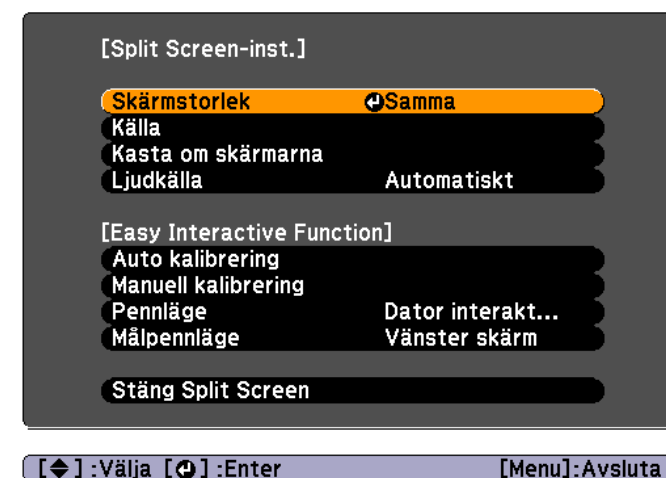 [Split Screen-inst.]
Skärmstorlek Samma
Källa
Kasta om skärmarna
Ljudkälla Automatiskt
[Easy Interactive Function]
Auto kalibrering
Manuell kalibrering
Pennläge Dator interakt...
Målpennläge Vänster skärm
Stäng Split Screen
[ ] :Välja [ ] :Enter [Menu]:Avsluta